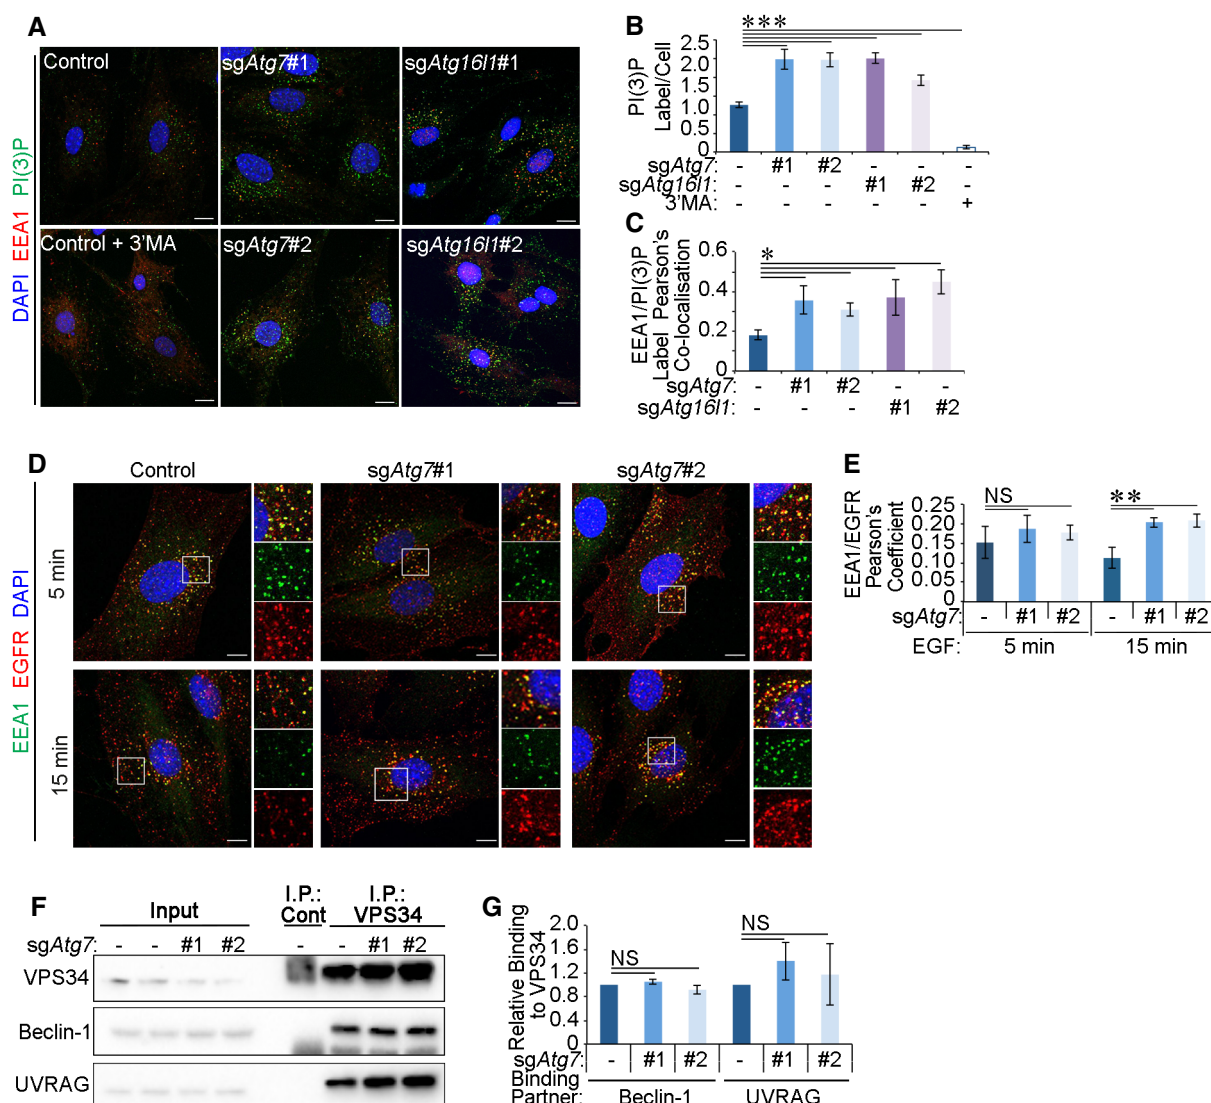 A
DAPI EEA1 PI(3)P
Control
sgAtg7#1
sgAtg16l1#1
Control + 3'MA
sgAtg7#2
sgAtg16l1#2
B
***
PI(3)P
Label/Cell
2.5
2.0
1.5
1.0
0.5
0
sgAtg7: - #1 #2 - - -
sgAtg16l1: - - - #1 #2 -
3'MA: - - - - - +
C
*
EEA1/PI(3)P
Label Pearson's
Co-localisation
0.6
0.4
0.2
0
sgAtg7: - #1 #2 - -
sgAtg16l1: - - - #1 #2
D
EEA1 EGFR DAPI
Control
sgAtg7#1
sgAtg7#2
5 min
15 min
E
EEA1/EGFR
Pearson's
Coefficient
0.25
0.20
0.15
0.10
0.05
0
NS
**
sgAtg7: - #1 #2 - #1 #2
EGF: 5 min 15 min
F
Input
I.P.:
Cont
I.P.:
VPS34
sgAtg7: - - #1 #2 - - #1 #2
VPS34
Beclin-1
UVRAG
G
Relative Binding
to VPS34
2.0
1.6
1.2
0.8
0.4
0
NS
NS
sgAtg7: - #1 #2 - #1 #2
Binding
Partner: Beclin-1 UVRAG